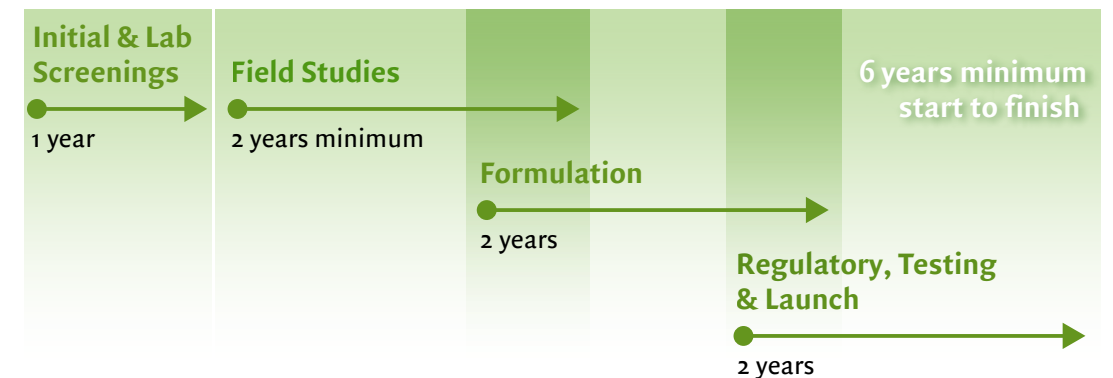 Initial & Lab
Screenings
1 year
Field Studies
2 years minimum
6 years minimum
start to finish
Formulation
2 years
Regulatory, Testing
& Launch
2 years